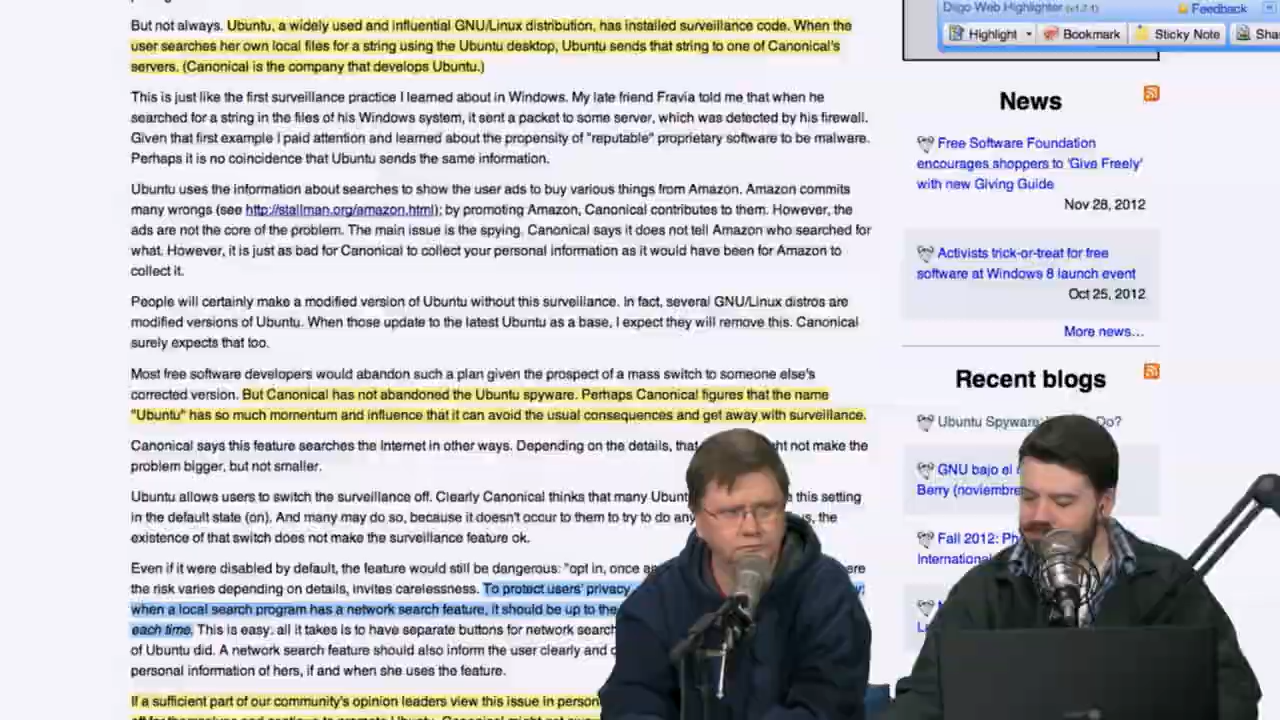 But not always. Ubuntu, a widely used and influential GNU/Linux distribution, has installed surveillance code. When the
user searches her own local files for a string using the Ubuntu desktop, Ubuntu sends that string to one of Canonical's
servers. (Canonical is the company that develops Ubuntu.)
This is just like the first surveillance practice I learned about in Windows. My late friend Fravia told me that when he
searched for a string in the files of his Windows system, it sent a packet to some server, which was detected by his firewall.
Given that first example I paid attention and learned about the propensity of "reputable" proprietary software to be malware.
Perhaps it is no coincidence that Ubuntu sends the same information.
Ubuntu uses the information about searches to show the user ads to buy various things from Amazon. Amazon commits
many wrongs (see http://stallman.org/amazon.html); by promoting Amazon, Canonical contributes to them. However, the
ads are not the core of the problem. The main issue is the spying. Canonical says it does not tell Amazon who searched for
what. However, it is just as bad for Canonical to collect your personal information as it would have been for Amazon to
collect it.
People will certainly make a modified version of Ubuntu without this surveillance. In fact, several GNU/Linux distros are
modified versions of Ubuntu. When those update to the latest Ubuntu as a base, I expect they will remove this. Canonical
surely expects that too.
Most free software developers would abandon such a plan given the prospect of a mass switch to someone else's
corrected version. But Canonical has not abandoned the Ubuntu spyware. Perhaps Canonical figures that the name
"Ubuntu" has so much momentum and influence that it can avoid the usual consequences and get away with surveillance.
Canonical says this feature searches the Internet in other ways. Depending on the details, that ht not make the
problem bigger, but not smaller.
Ubuntu allows users to switch the surveillance off. Clearly Canonical thinks that many Ubunt this setting
in the default state (on). And many may do so, because it doesn't occur to them to try to do any the
existence of that switch does not make the surveillance feature ok.
Even if it were disabled by default, the feature would still be dangerous: "opt in, once a ere
the risk varies depending on details, invites carelessness. To protect users' privacy
when a local search program has a network search feature, it should be up to the
each time. This is easy: all it takes is to have separate buttons for network search
of Ubuntu did. A network search feature should also inform the user clearly and c
personal information of hers, if and when she uses the feature.
If a sufficient part of our community's opinion leaders view this issue in person
Diigo Web Highlighter (v1.7.1) Feedback
Highlight Bookmark Sticky Note Sha
News
Free Software Foundation
encourages shoppers to 'Give Freely'
with new Giving Guide
Nov 28, 2012
Activists trick-or-treat for free
software at Windows 8 launch event
Oct 25, 2012
More news…
Recent blogs
Ubuntu Spyware: Do?
GNU bajo el
Berry (noviembre
Fall 2012: Ph
International